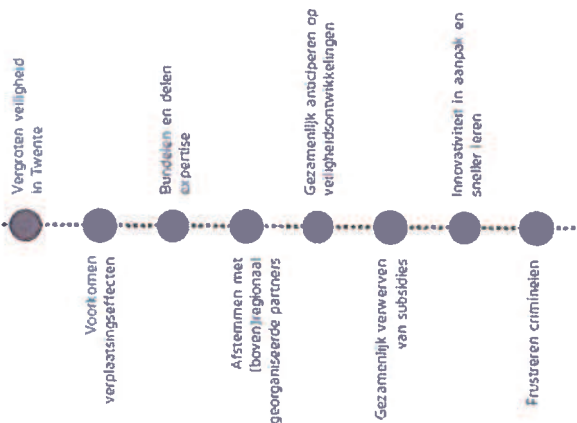 Vergroten veiligheid
in Twente
Voorkomen
verplaatsingseffecten
Bundelen en delen
expertise
Afstemmen met
(boven)regionaal
georganiseerde partners
Gezamenlijk anticiperen op
veiligheidsontwikkelingen
Gezamenlijk verwerven
van subsidies
Innovativiteit in aanpak en
sneller leren
Frustreren criminelen